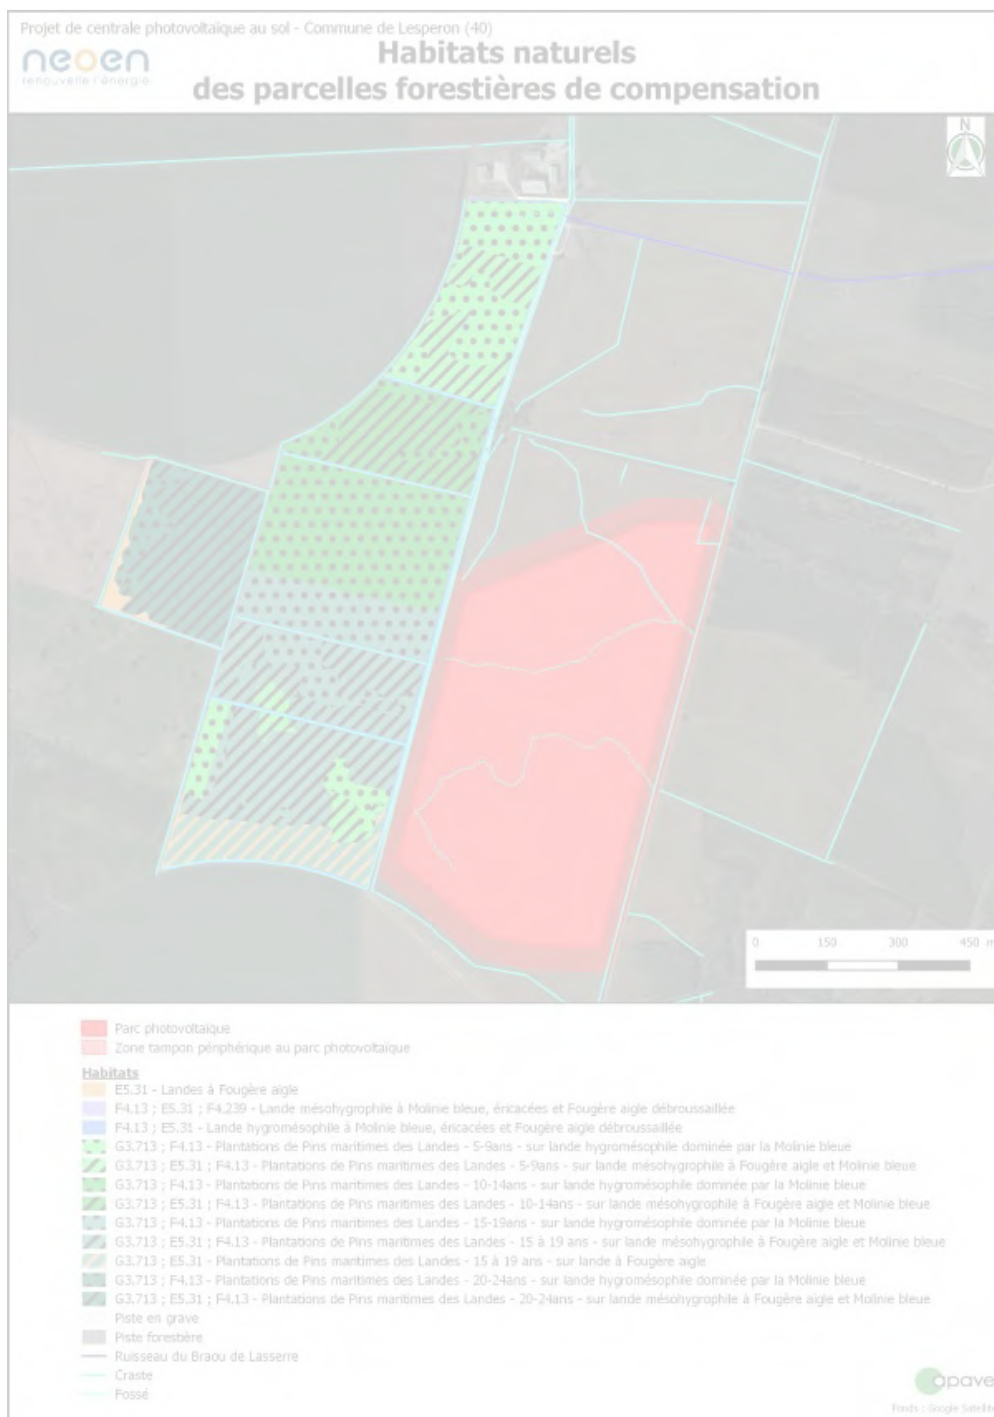 Projet de centrale photovoltaïque au sol - Commune de Lesperon (40)
neoen
renouvelle l'énergie
Habitats naturels
des parcelles forestières de compensation
N
0 150 300 450 m
Parc photovoltaïque
Zone tampon périphérique au parc photovoltaïque
Habitats
E5.31 - Landes à Fougère aigle
F4.13 ; E5.31 ; F4.239 - Lande mésohygrophile à Molinie bleue, éricacées et Fougère aigle débroussaillée
F4.13 ; E5.31 - Lande hygromésophile à Molinie bleue, éricacées et Fougère aigle débroussaillée
G3.713 ; F4.13 - Plantations de Pins maritimes des Landes - 5-9ans - sur lande hygromésophile dominée par la Molinie bleue
G3.713 ; E5.31 ; F4.13 - Plantations de Pins maritimes des Landes - 5-9ans - sur lande mésohygrophile à Fougère aigle et Molinie bleue
G3.713 ; F4.13 - Plantations de Pins maritimes des Landes - 10-14ans - sur lande hygromésophile dominée par la Molinie bleue
G3.713 ; E5.31 ; F4.13 - Plantations de Pins maritimes des Landes - 10-14ans - sur lande mésohygrophile à Fougère aigle et Molinie bleue
G3.713 ; F4.13 - Plantations de Pins maritimes des Landes - 15-19ans - sur lande hygromésophile dominée par la Molinie bleue
G3.713 ; E5.31 ; F4.13 - Plantations de Pins maritimes des Landes - 15 à 19 ans - sur lande mésohygrophile à Fougère aigle et Molinie bleue
G3.713 ; E5.31 - Plantations de Pins maritimes des Landes - 15 à 19 ans - sur lande à Fougère aigle
G3.713 ; F4.13 - Plantations de Pins maritimes des Landes - 20-24ans - sur lande hygromésophile dominée par la Molinie bleue
G3.713 ; E5.31 ; F4.13 - Plantations de Pins maritimes des Landes - 20-24ans - sur lande mésohygrophile à Fougère aigle et Molinie bleue
Piste en grave
Piste forestière
Ruisseau du Braou de Lasserre
Craste
Fossé
apave
Fonds : Google Satellite